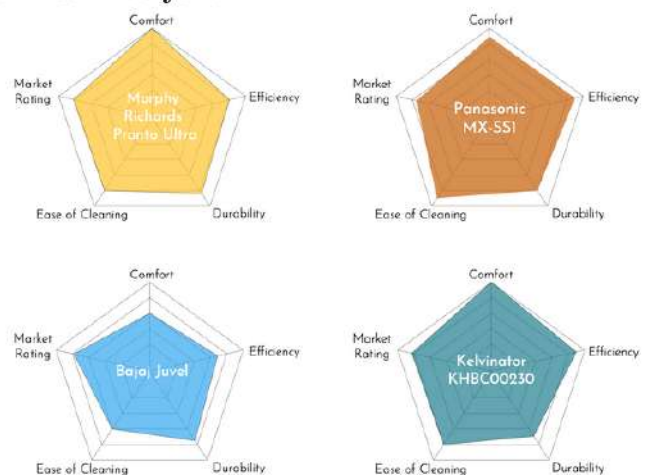 Comfort
Market
Rating
Efficiency
Murphy
Richards
Pronto Ultra
Ease of Cleaning
Durability
Comfort
Market
Rating
Efficiency
Panasonic
MX-SS1
Ease of Cleaning
Durability
Comfort
Market
Rating
Efficiency
Bajaj Juvel
Ease of Cleaning
Durability
Comfort
Market
Rating
Efficiency
Kelvinator
KHBC00230
Ease of Cleaning
Durability